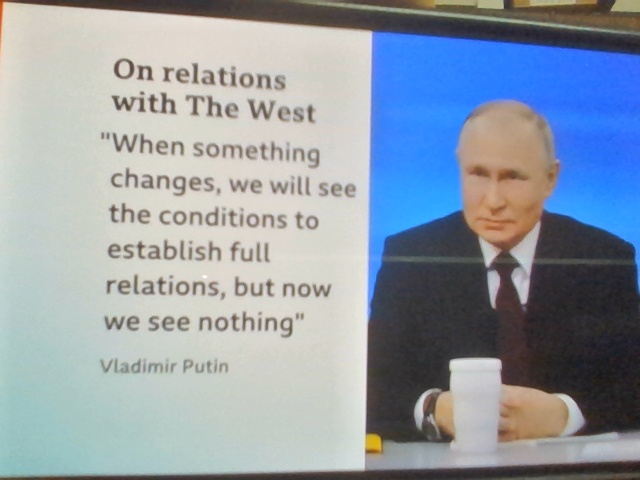 On relations
with The West
"When something
changes, we will see
the conditions to
establish full
relations, but now
we see nothing"
Vladimir Putin